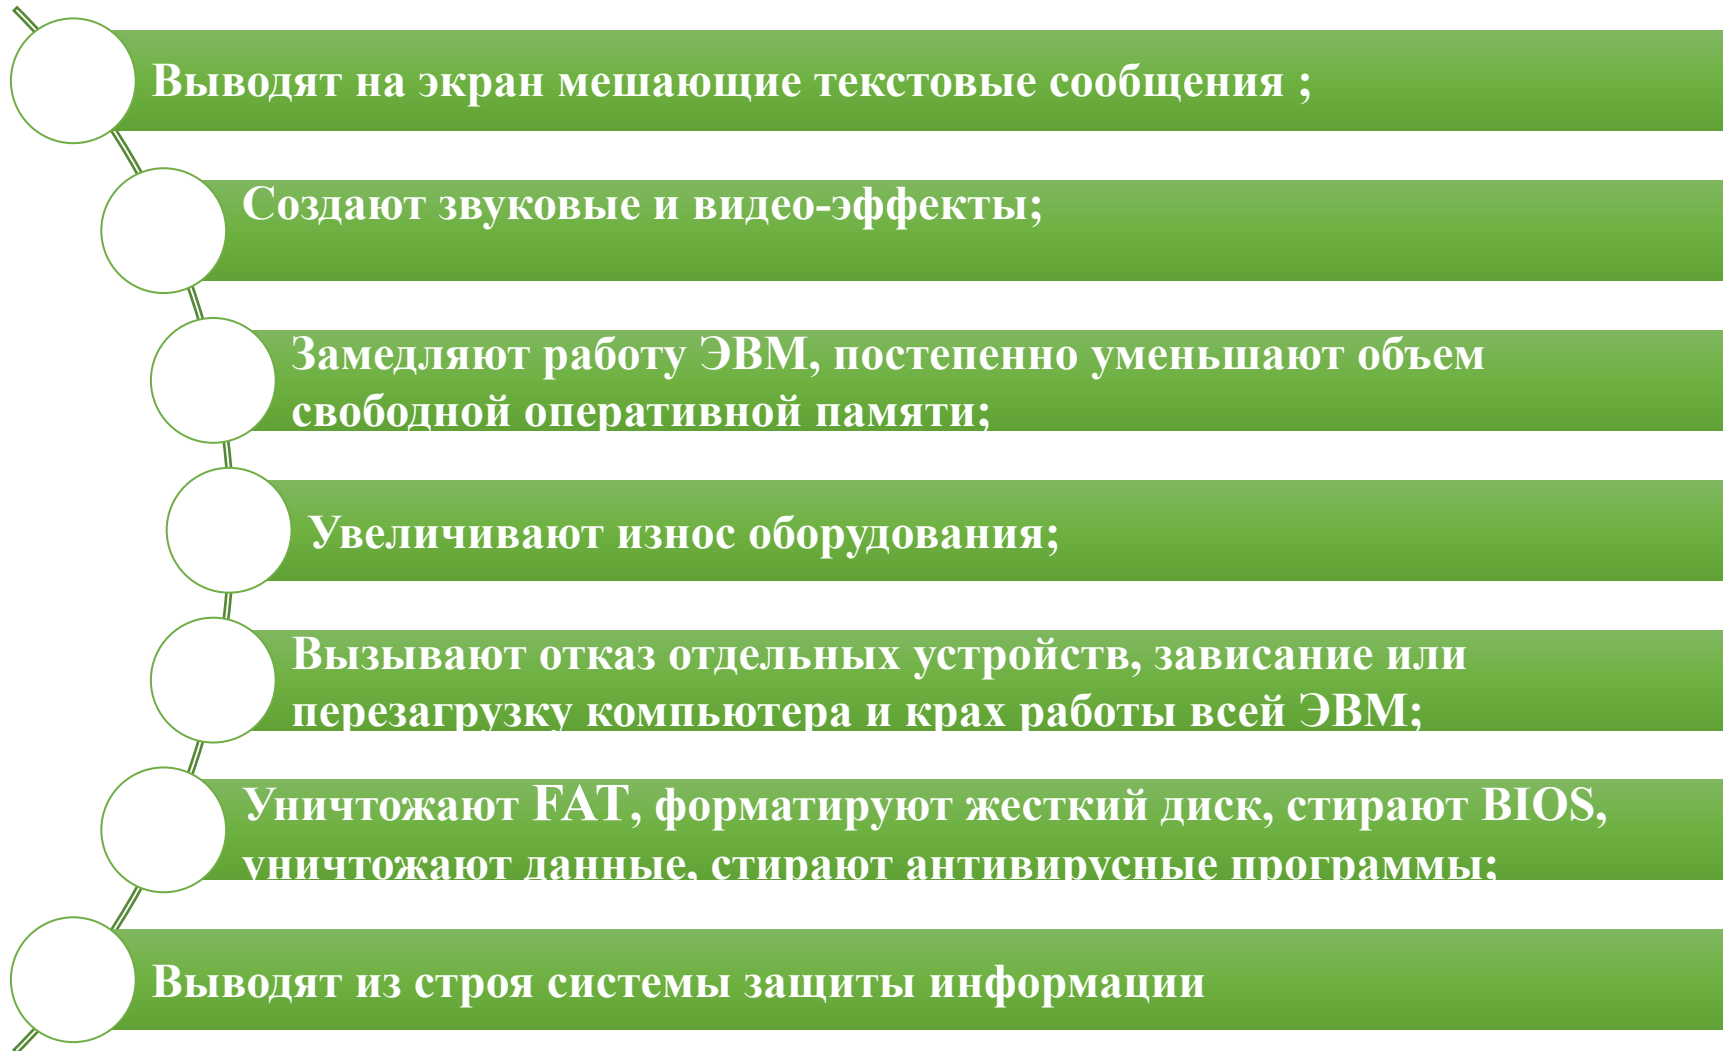 Выводят на экран мешающие текстовые сообщения ;
Создают звуковые и видео-эффекты;
Замедляют работу ЭВМ, постепенно уменьшают объем
свободной оперативной памяти;
Увеличивают износ оборудования;
Вызывают отказ отдельных устройств, зависание или
перезагрузку компьютера и крах работы всей ЭВМ;
Уничтожают FAT, форматируют жесткий диск, стирают BIOS,
уничтожают данные, стирают антивирусные программы;
Выводят из строя системы защиты информации